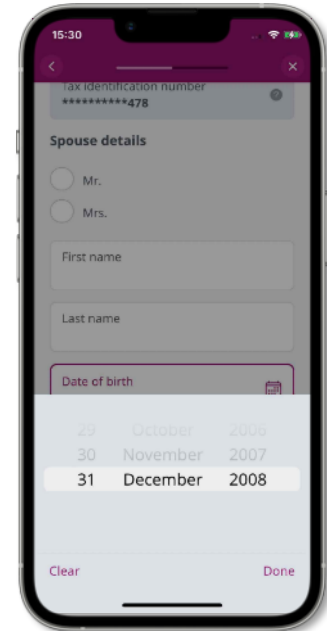 15:30
Tax identification number
**********478
Spouse details
Mr.
Mrs.
First name
Last name
Date of birth
29 October 2006
30 November 2007
31 December 2008
Clear Done